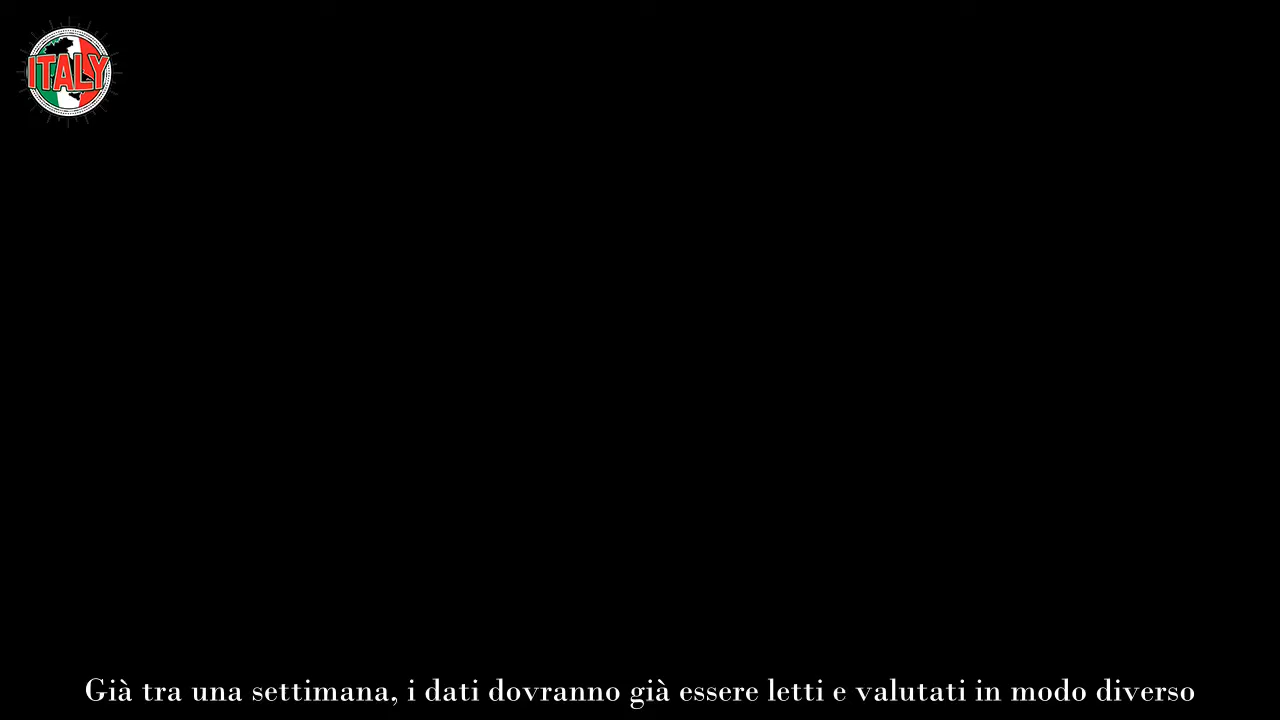 ITALY
Già tra una settimana, i dati dovranno già essere letti e valutati in modo diverso